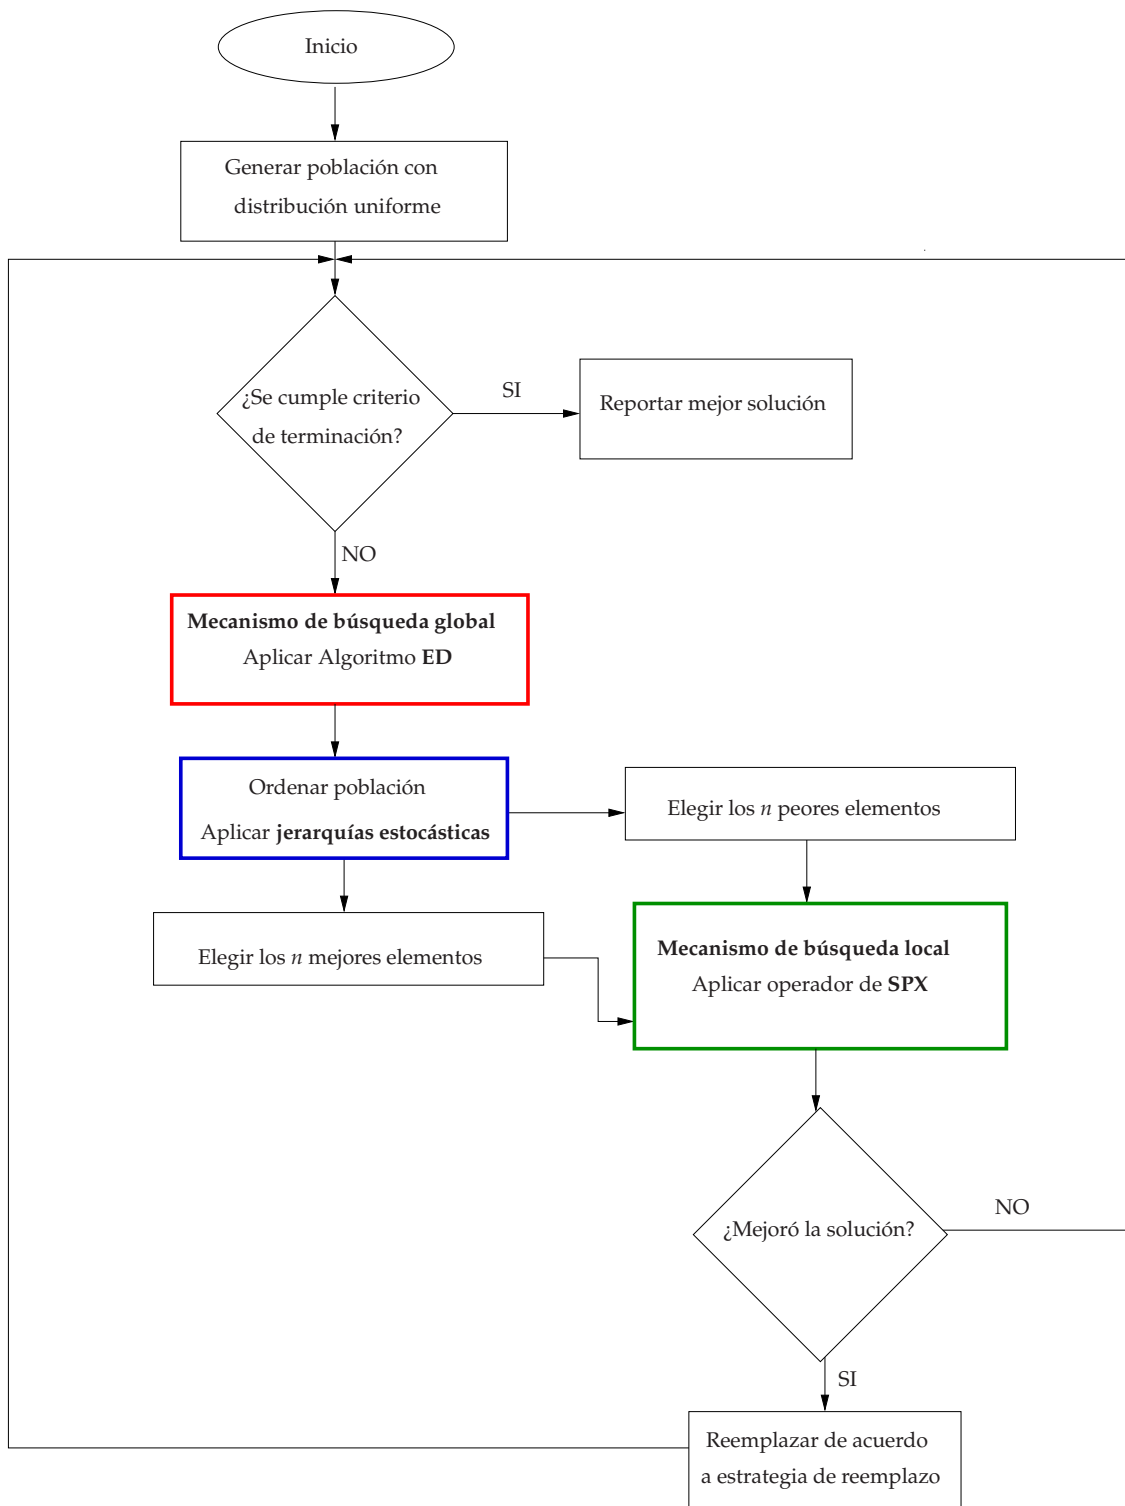 Inicio
Generar población con
distribución uniforme
¿Se cumple criterio
de terminación?
SI
Reportar mejor solución
NO
Mecanismo de búsqueda global
Aplicar Algoritmo ED
Ordenar población
Aplicar jerarquías estocásticas
Elegir los n peores elementos
Elegir los n mejores elementos
Mecanismo de búsqueda local
Aplicar operador de SPX
¿Mejoró la solución?
NO
SI
Reemplazar de acuerdo
a estrategia de reemplazo